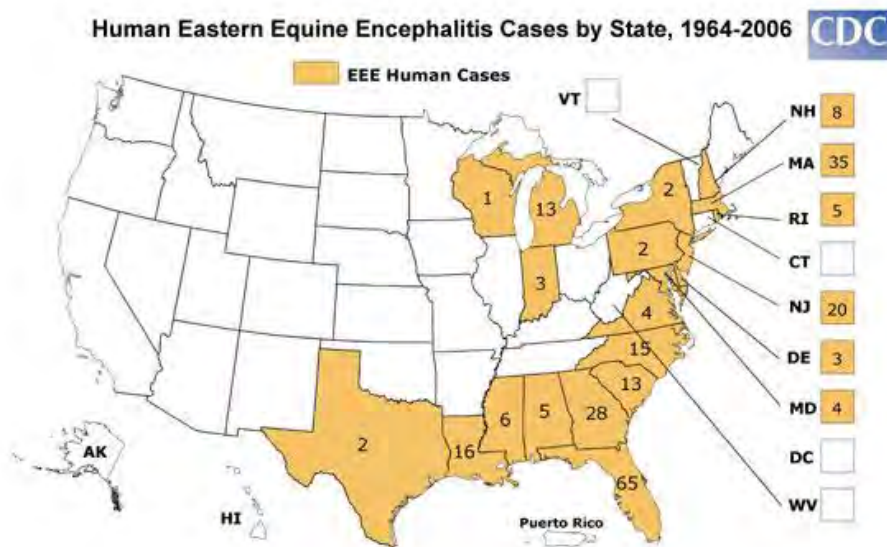 Human Eastern Equine Encephalitis Cases by State, 1964-2006
CDC
EEE Human Cases
VT
NH 8
MA 35
RI 5
CT
NJ 20
DE 3
MD 4
DC
WV
1
13
2
2
3
4
15
13
6
5
28
2
16
65
AK
HI
Puerto Rico